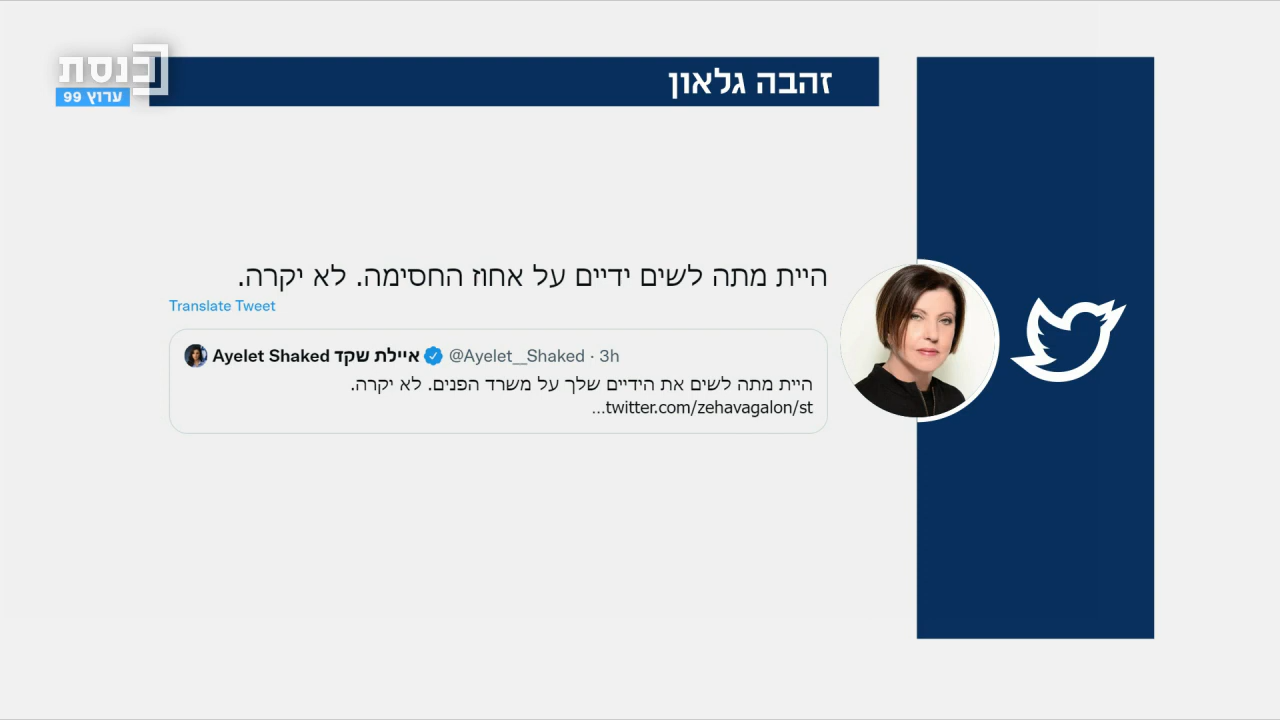 כנסת
ערוץ 99
זהבה גלאון
היית מתה לשים ידיים על אחוז החסימה. לא יקרה.
Translate Tweet
Ayelet Shaked איילת שקד @Ayelet__Shaked · 3h
היית מתה לשים את הידיים שלך על משרד הפנים. לא יקרה.
twitter.com/zehavagalon/st...